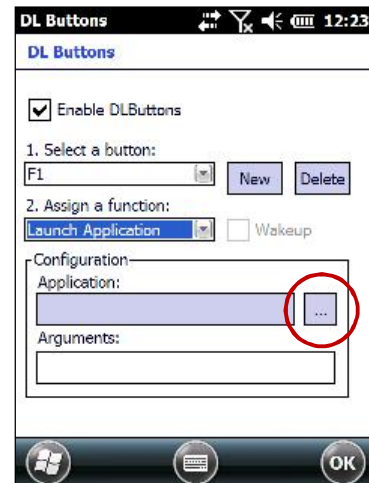 DL Buttons 12:23
DL Buttons
Enable DLButtons
1. Select a button:
F1 New Delete
2. Assign a function:
Launch Application Wakeup
Configuration
Application:
...
Arguments:
OK